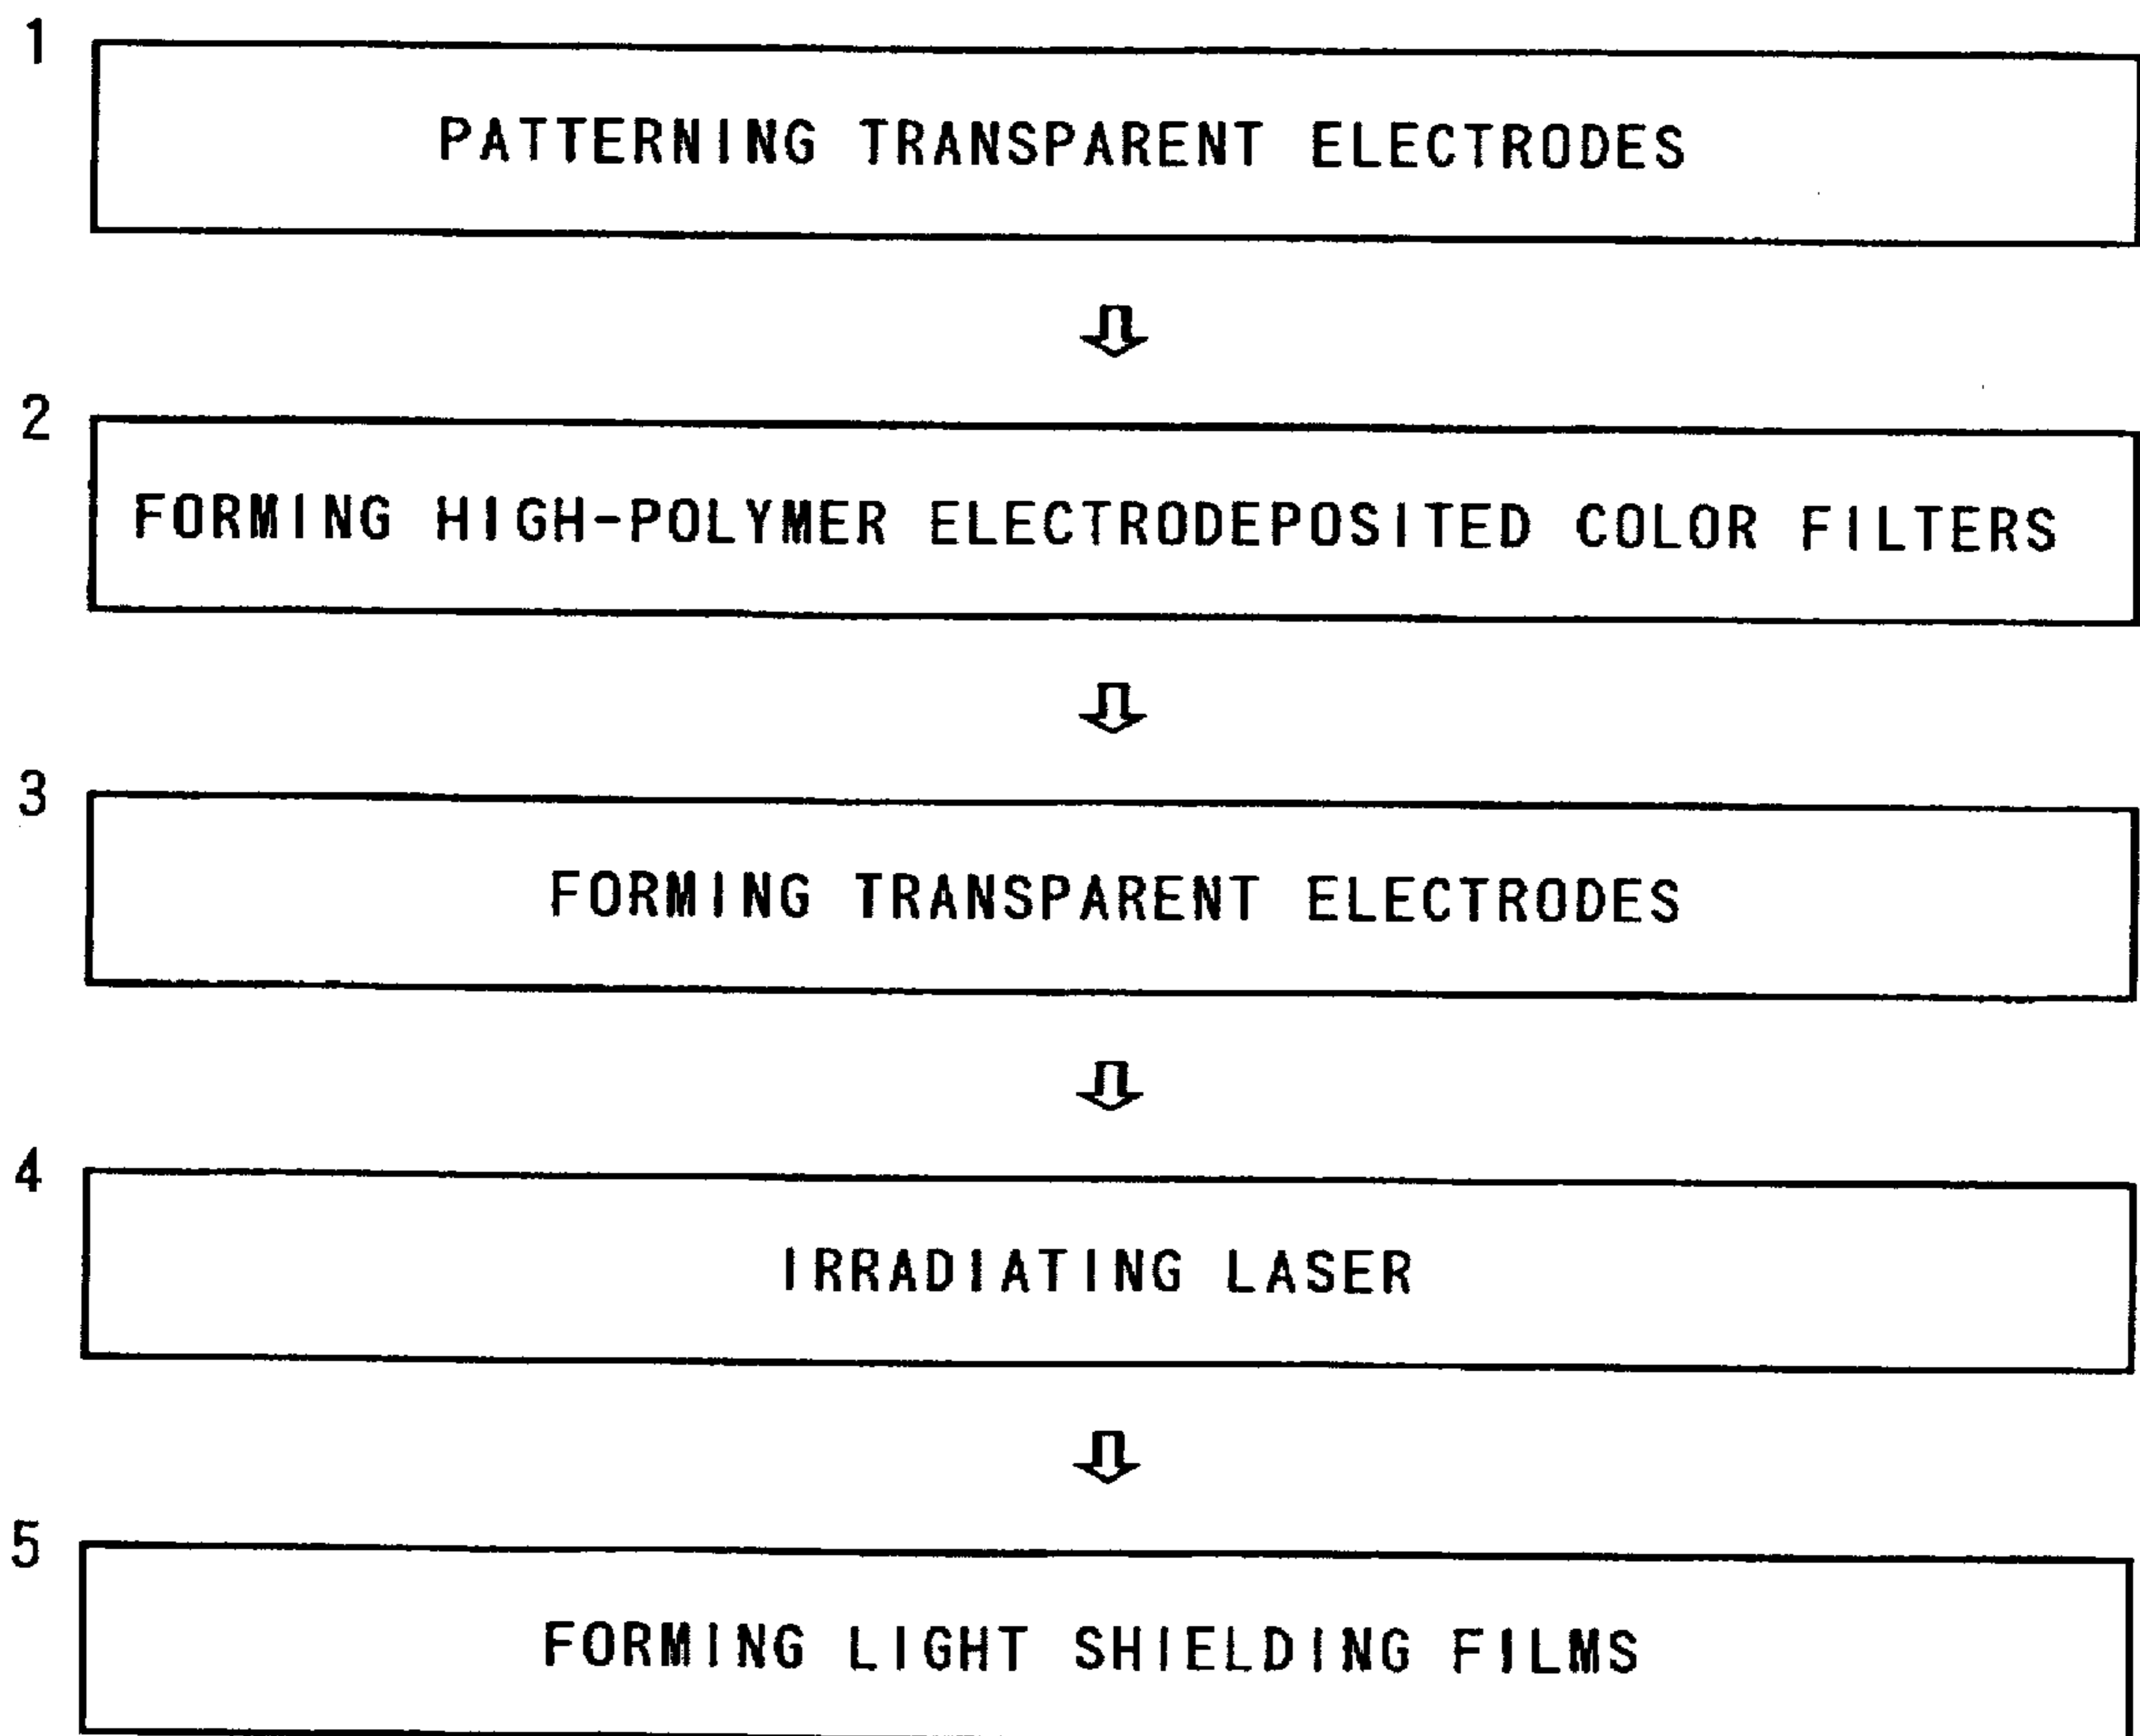 1
PATTERNING TRANSPARENT ELECTRODES
2
FORMING HIGH-POLYMER ELECTRODEPOSITED COLOR FILTERS
3
FORMING TRANSPARENT ELECTRODES
4
IRRADIATING LASER
5
FORMING LIGHT SHIELDING FILMS